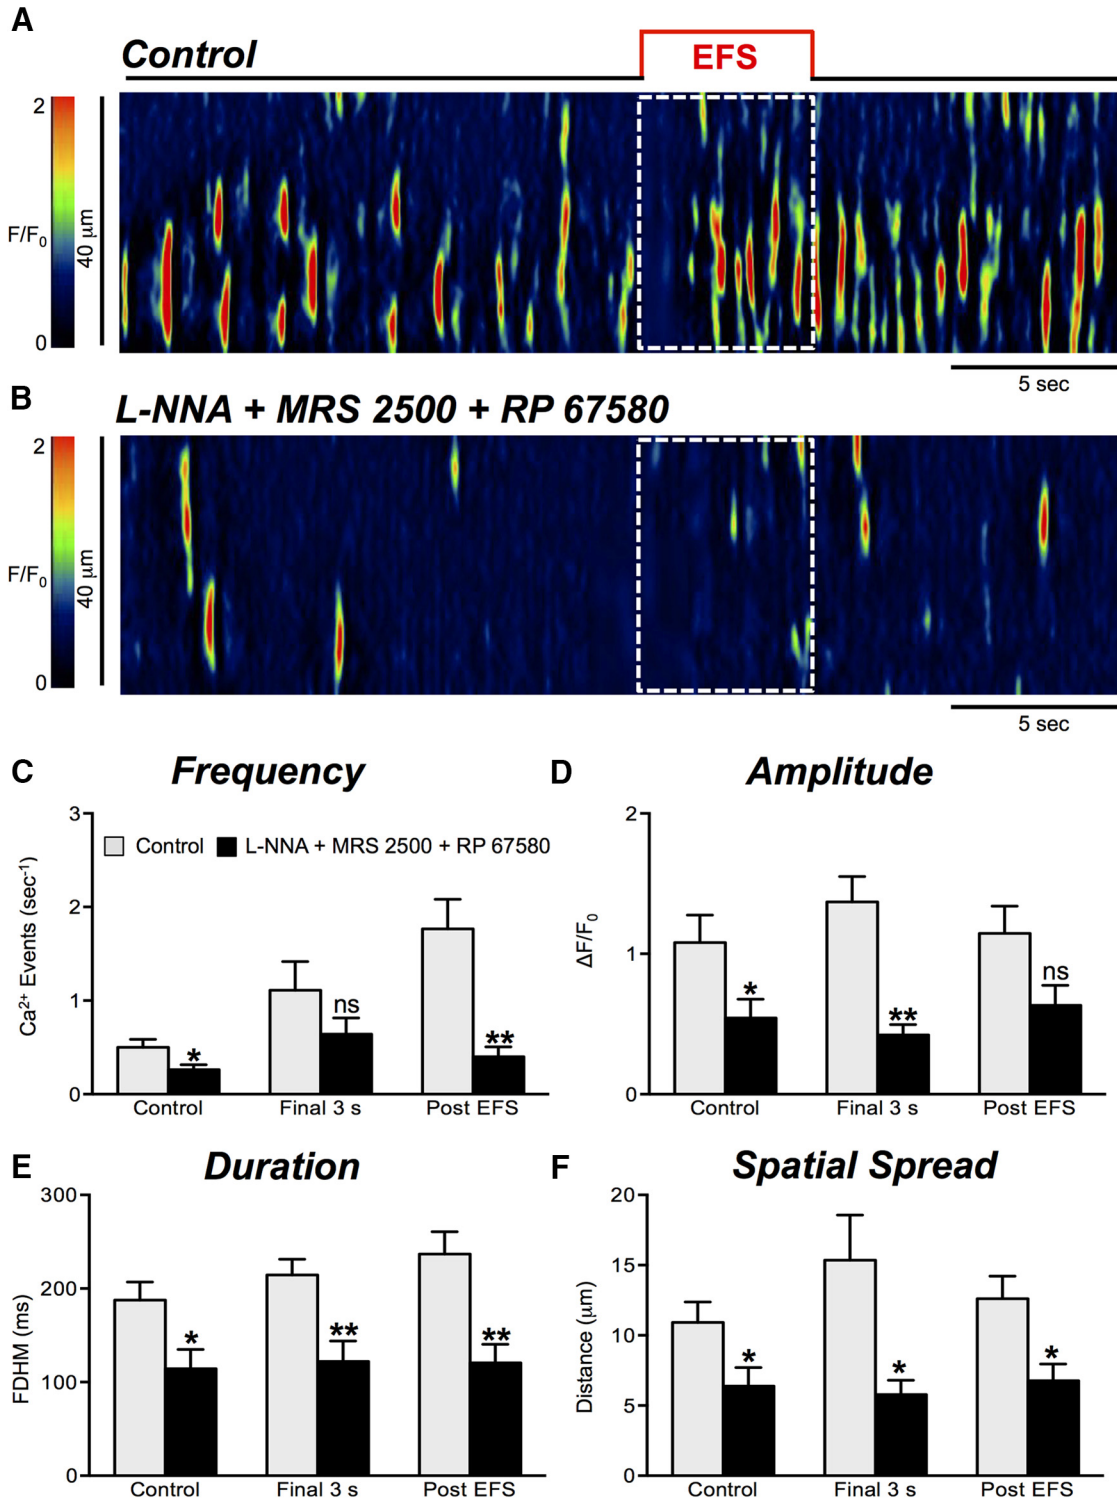 A
Control
EFS
2
F/F0
40 µm
0
5 sec
B
L-NNA + MRS 2500 + RP 67580
2
F/F0
40 µm
0
5 sec
C
Frequency
3
2
1
0
Ca2+ Events (sec-1)
Control
L-NNA + MRS 2500 + RP 67580
*
ns
**
Control
Final 3 s
Post EFS
D
Amplitude
2
1
0
ΔF/F0
*
**
ns
Control
Final 3 s
Post EFS
E
Duration
300
200
100
0
FDHM (ms)
*
**
**
Control
Final 3 s
Post EFS
F
Spatial Spread
20
15
10
5
0
Distance (µm)
*
*
*
Control
Final 3 s
Post EFS